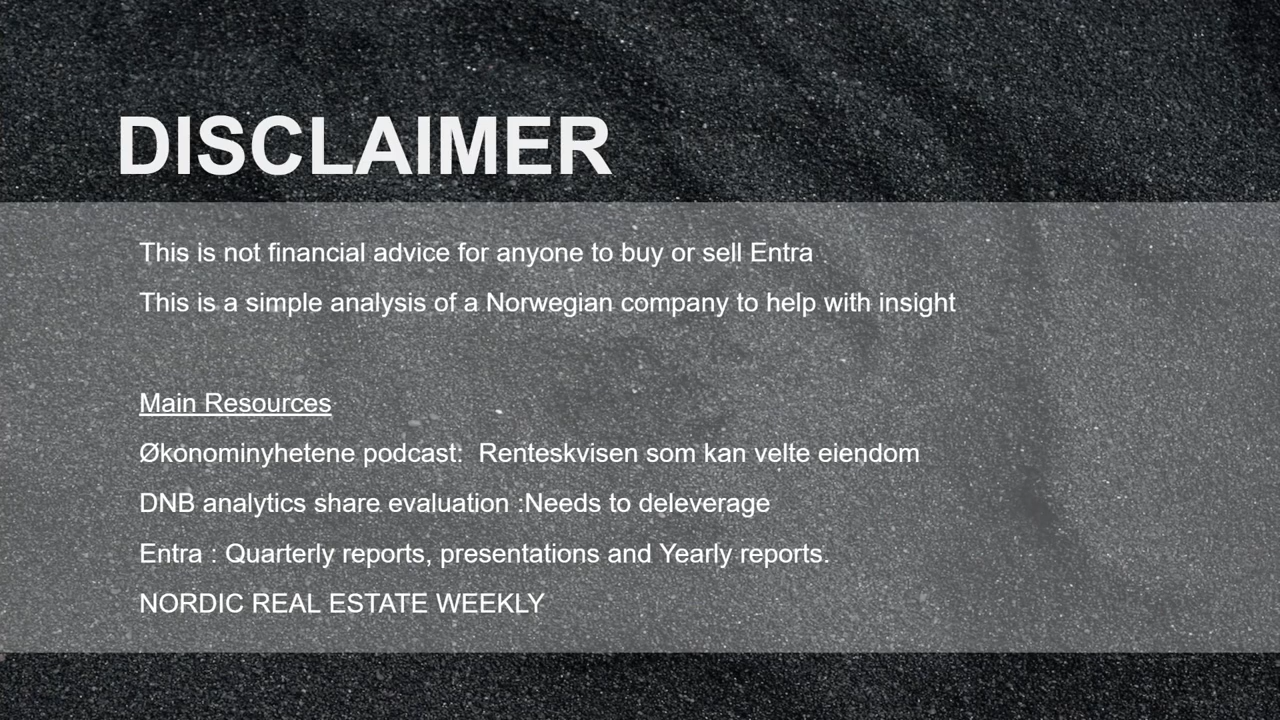 DISCLAIMER
This is not financial advice for anyone to buy or sell Entra
This is a simple analysis of a Norwegian company to help with insight
Main Resources
Økonominyhetene podcast:  Renteskvisen som kan velte eiendom
DNB analytics share evaluation :Needs to deleverage
Entra : Quarterly reports, presentations and Yearly reports.
NORDIC REAL ESTATE WEEKLY